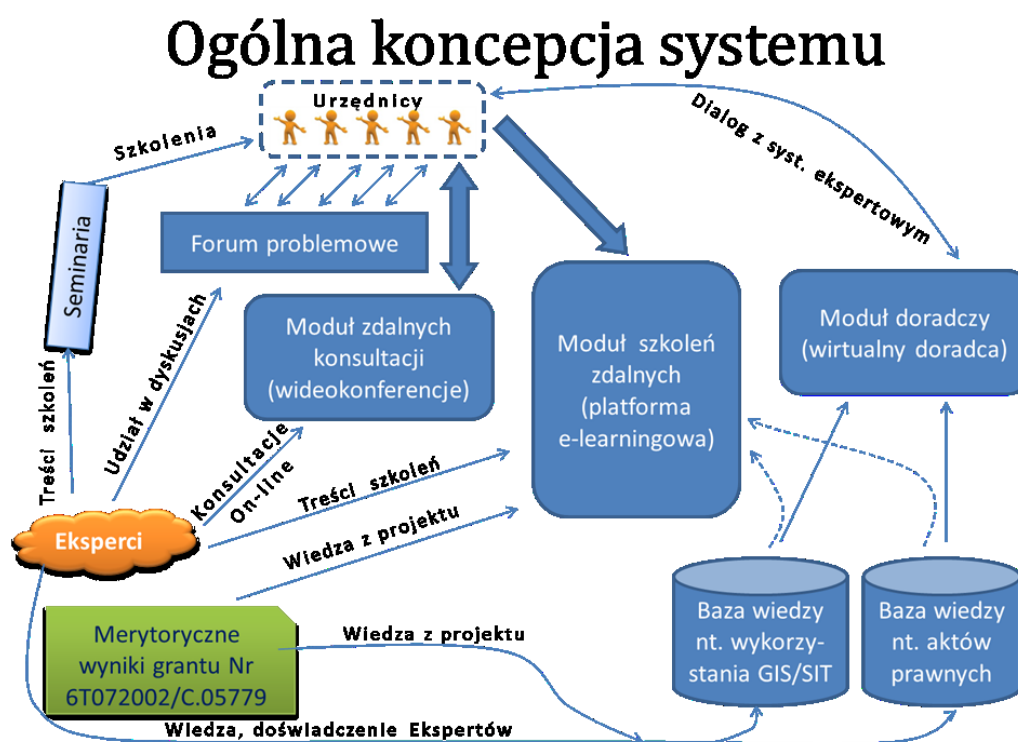 Ogólna koncepcja systemu
Urzędnicy
Szkolenia
Dialog z syst. ekspertowym
Seminaria
Forum problemowe
Moduł zdalnych
konsultacji
(wideokonferencje)
Moduł szkoleń
zdalnych
(platforma
e-learningowa)
Moduł doradczy
(wirtualny doradca)
Treści szkoleń
Udział w dyskusjach
Konsultacje
On-line
Treści szkoleń
Wiedza z projektu
Eksperci
Merytoryczne
wyniki grantu Nr
6T072002/C.05779
Wiedza z projektu
Baza wiedzy
nt. wykorzy-
stania GIS/SIT
Baza wiedzy
nt. aktów
prawnych
Wiedza, doświadczenie Ekspertów